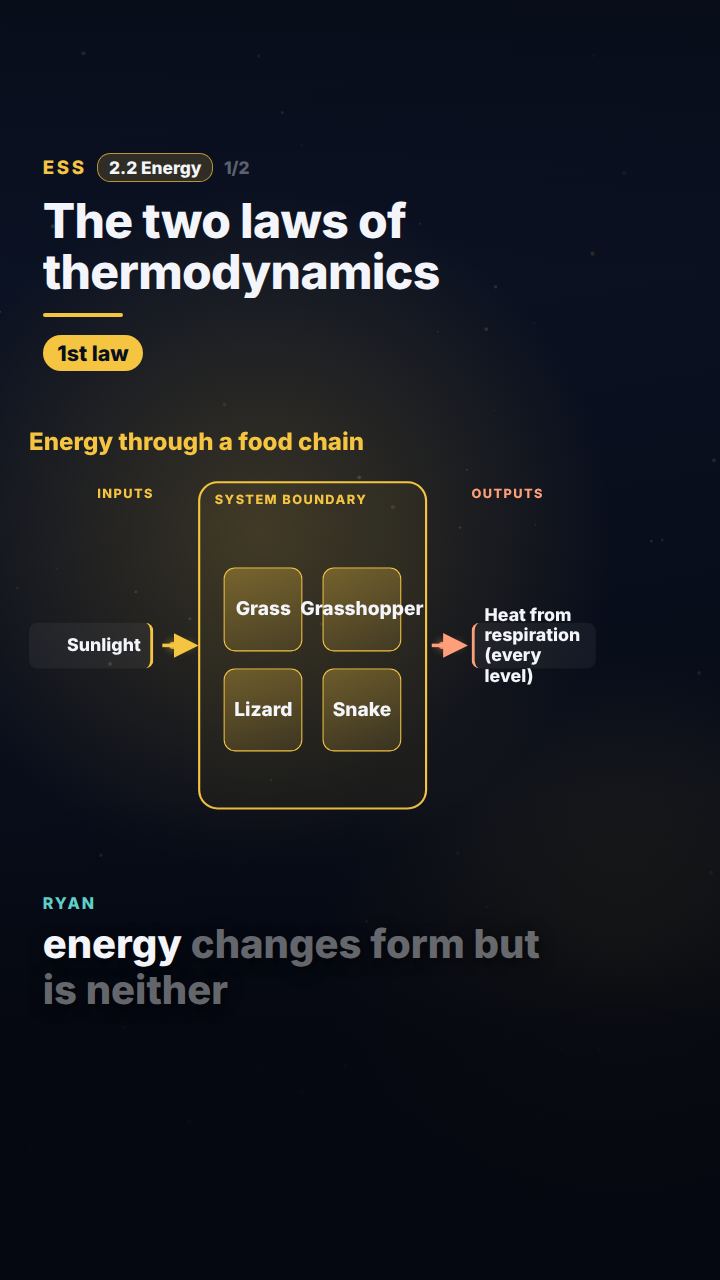 ESS 2.2 Energy 1/2
The two laws of
thermodynamics
1st law
Energy through a food chain
INPUTS
SYSTEM BOUNDARY
OUTPUTS
Sunlight
Grass
Grasshopper
Lizard
Snake
Heat from
respiration
(every
level)
RYAN
energy changes form but
is neither